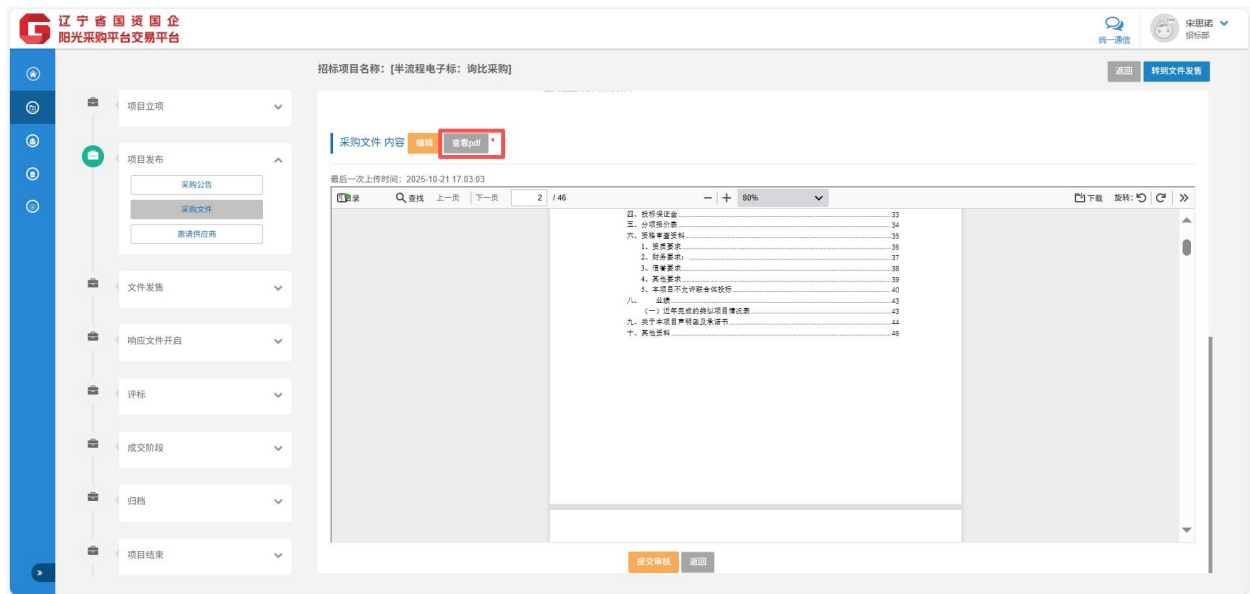 辽宁省国资国企
阳光采购平台交易平台
统一通信
宋思诺
招标部
招标项目名称：[半流程电子标：询比采购]
返回 转到文件发售
项目立项
项目发布
采购公告
采购文件
邀请供应商
文件发售
响应文件开启
评标
成交阶段
归档
项目结束
采购文件 内容 编辑 查看pdf *
最后一次上传时间：2025-10-21 17:03:03
目录 查找 上一页 下一页 2 / 46 80% 下载 旋转:
四、投标保证金 33
五、分项报价表 34
六、资格审查资料 35
1、资质要求 36
2、财务要求： 37
3、信誉要求 38
4、其他要求 39
5、本项目不允许联合体投标 40
八、 业绩 43
（一）近年完成的类似项目情况表 43
九、关于本项目声明函及承诺书 44
十、其他资料 46
提交审核 返回